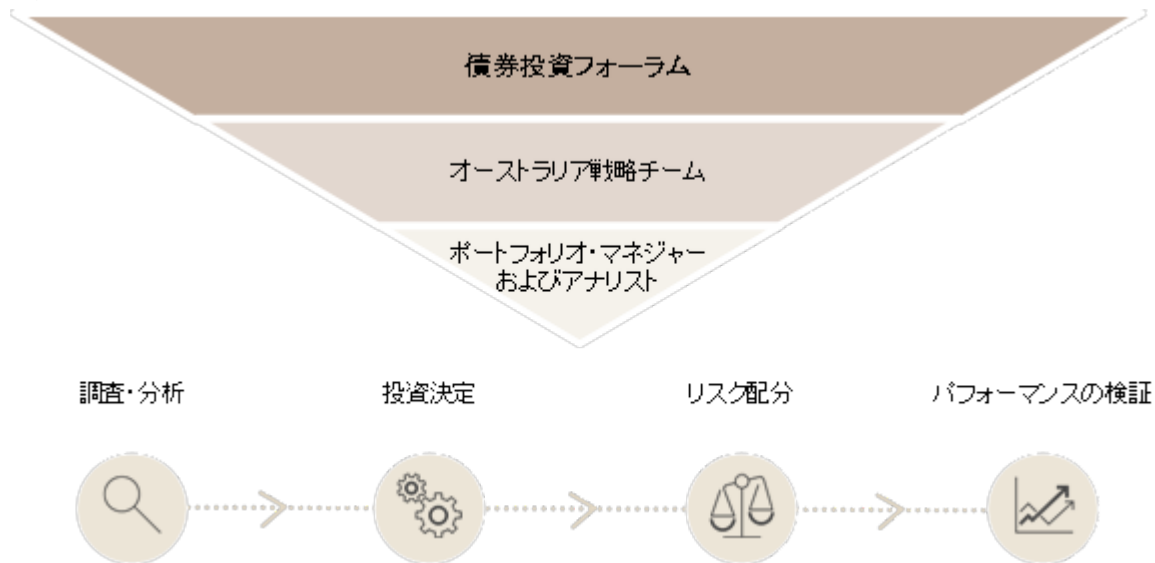 債券投資フォーラム
オーストラリア戦略チーム
ポートフォリオ・マネジャー
およびアナリスト
調査・分析
投資決定
リスク配分
パフォーマンスの検証